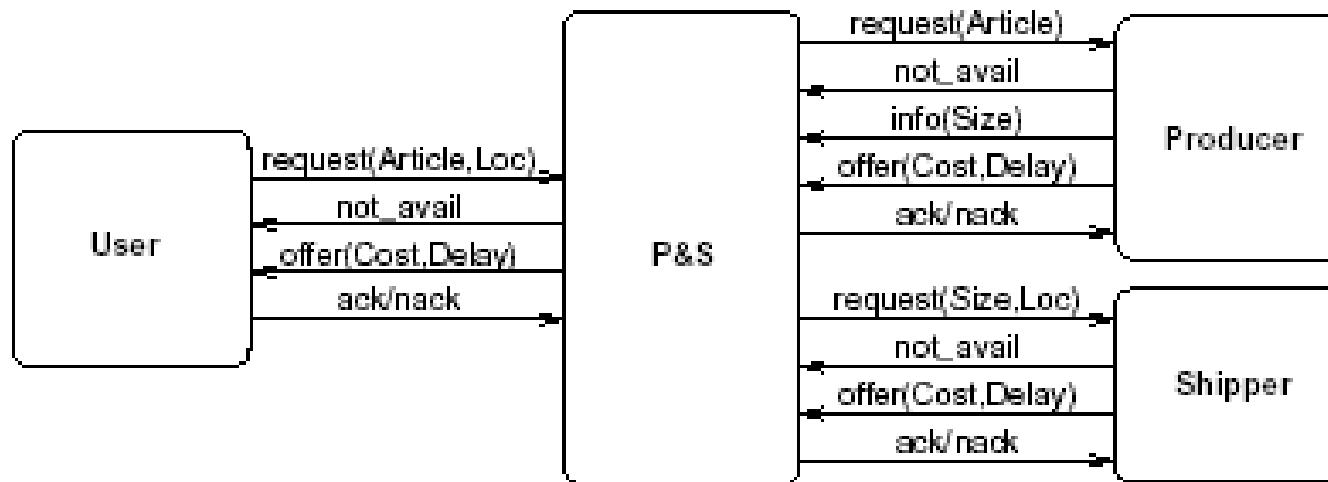 User
request(Article,Loc)
not_avail
offer(Cost,Delay)
ack/nack
P&S
request(Article)
not_avail
info(Size)
offer(Cost,Delay)
ack/nack
Producer
request(Size,Loc)
not_avail
offer(Cost,Delay)
ack/nack
Shipper